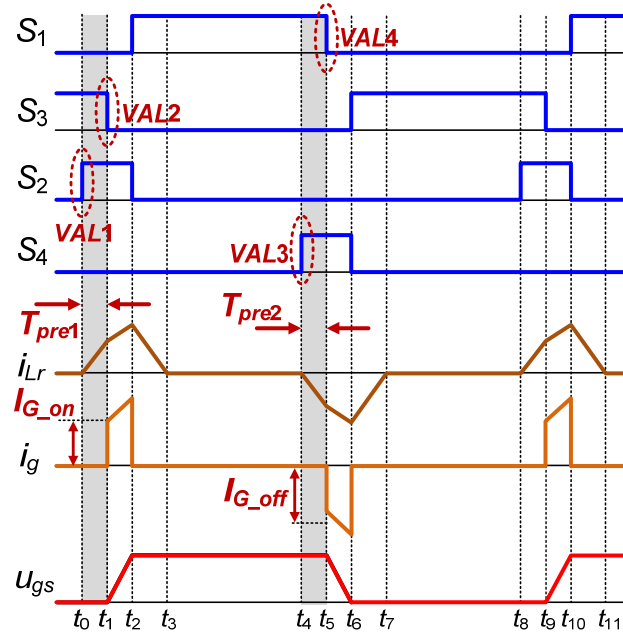 S1
VAL4
S3
VAL2
S2
VAL1
S4
VAL3
Tpre1
Tpre2
iLr
IG_on
ig
IG_off
ugs
t0 t1 t2 t3 t4 t5 t6 t7 t8 t9 t10 t11